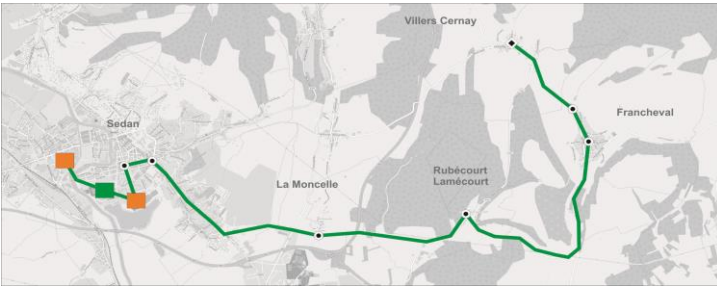 Villers Cernay
Francheval
Sedan
Rubécourt
Lamécourt
La Moncelle